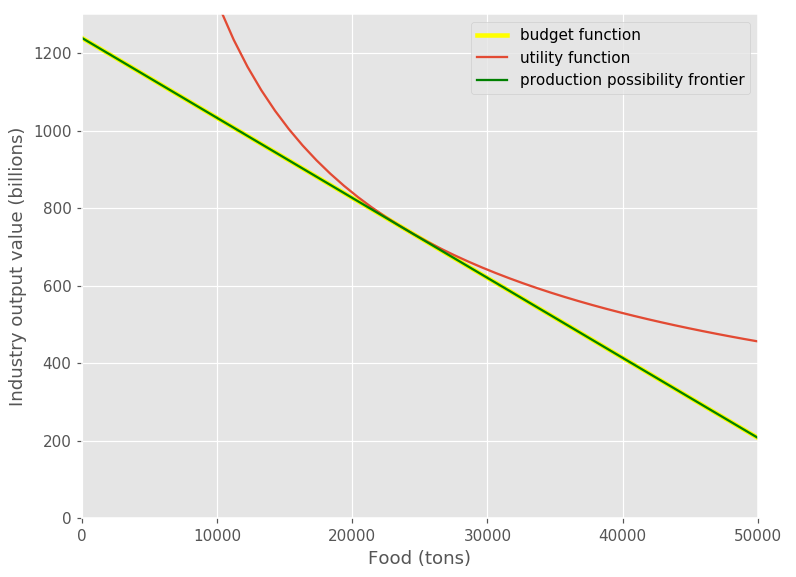 budget function
utility function
production possibility frontier
Industry output value (billions)
1200
1000
800
600
400
200
0
0 10000 20000 30000 40000 50000
Food (tons)